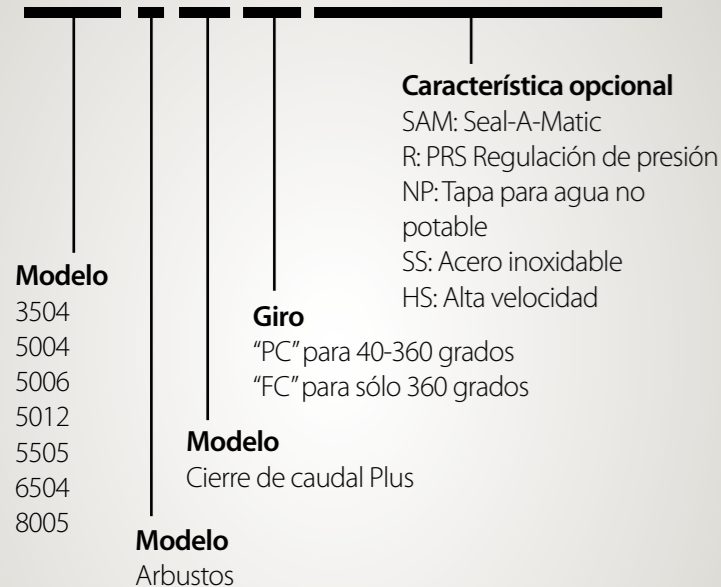 Característica opcional
SAM: Seal-A-Matic
R: PRS Regulación de presión
NP: Tapa para agua no
potable
SS: Acero inoxidable
HS: Alta velocidad
Modelo
3504
5004
5006
5012
5505
6504
8005
Giro
“PC” para 40-360 grados
“FC” para sólo 360 grados
Modelo
Cierre de caudal Plus
Modelo
Arbustos